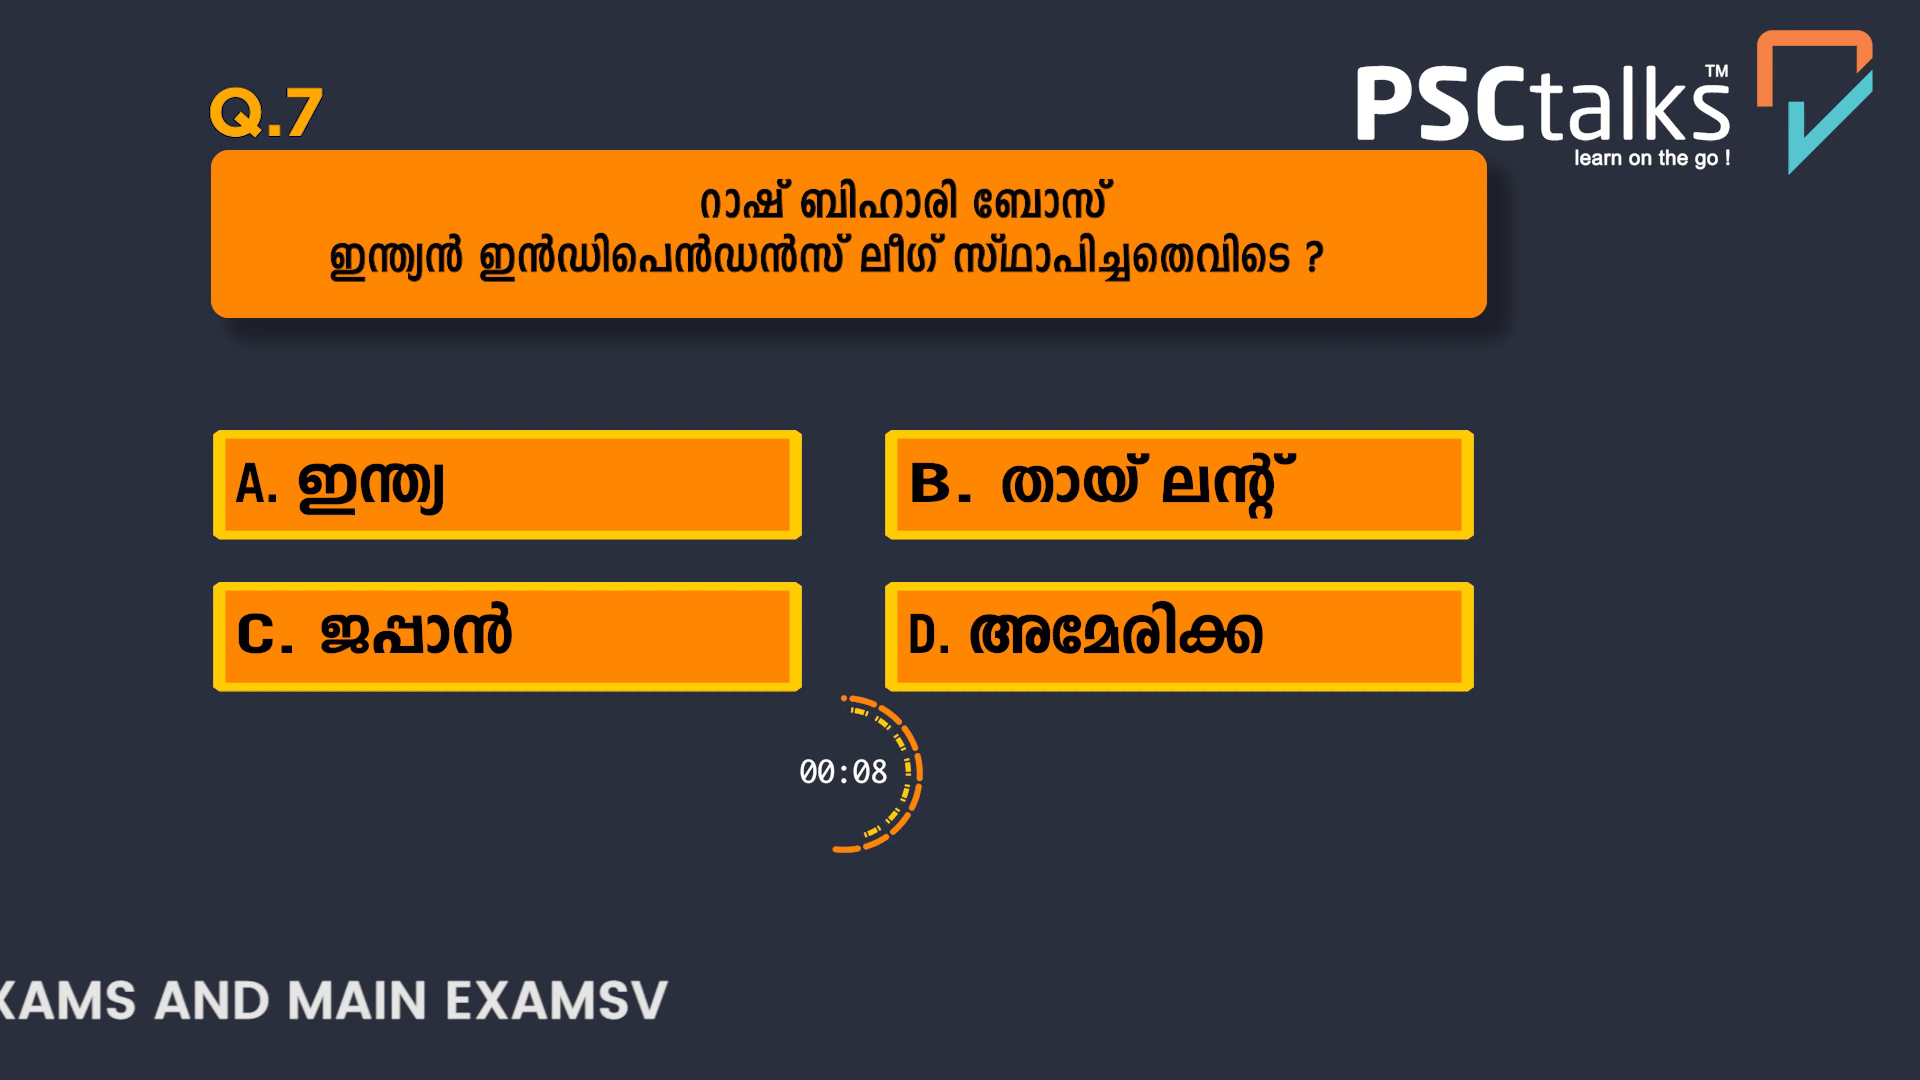 PSCtalks™
learn on the go !
Q.7
റാഷ് ബിഹാരി ബോസ്
ഇന്ത്യൻ ഇൻഡിപെൻഡൻസ് ലീഗ് സ്ഥാപിച്ചതെവിടെ ?
A. ഇന്ത്യ
B. തായ് ലന്റ്
C. ജപ്പാൻ
D. അമേരിക്ക
00:08
XAMS AND MAIN EXAMSV